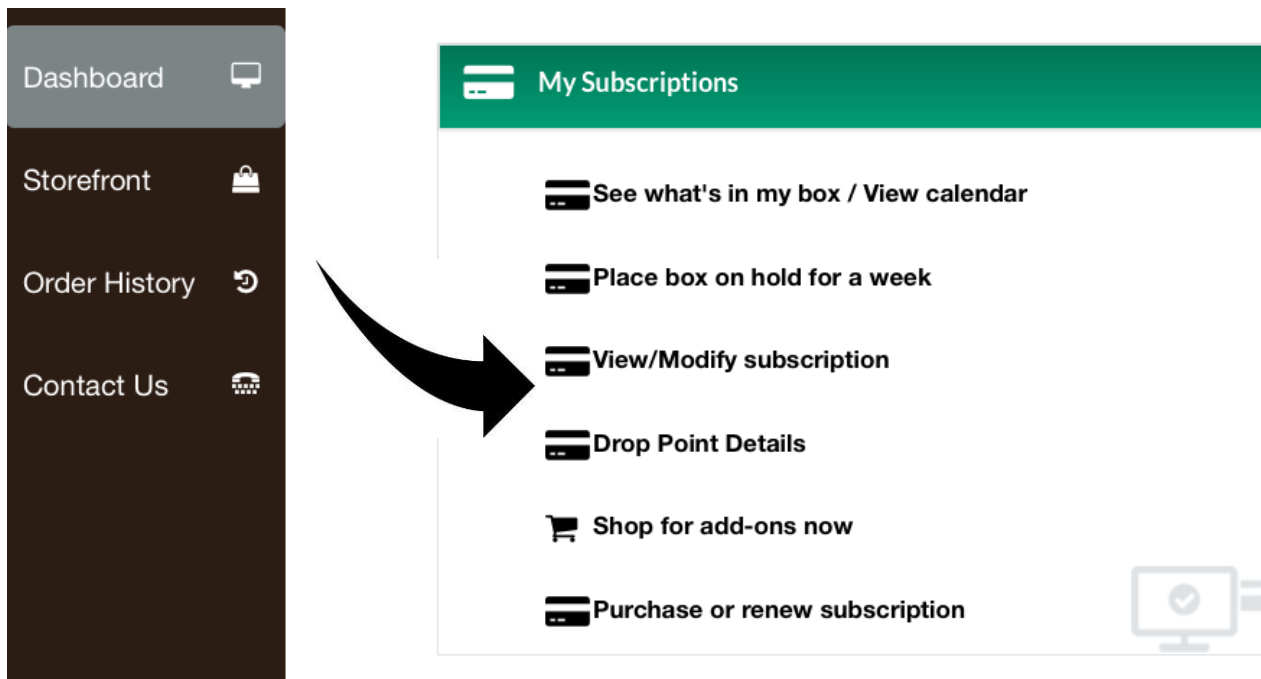 Dashboard
Storefront
Order History
Contact Us
My Subscriptions
See what's in my box / View calendar
Place box on hold for a week
View/Modify subscription
Drop Point Details
Shop for add-ons now
Purchase or renew subscription